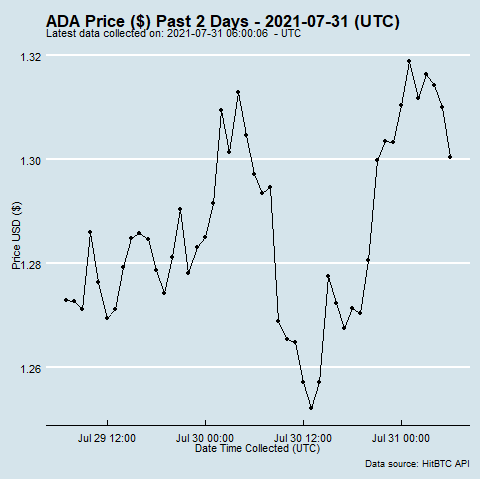 ADA Price ($) Past 2 Days - 2021-07-31 (UTC)
Latest data collected on: 2021-07-31 06:00:06  - UTC
Price USD ($)
1.32
1.30
1.28
1.26
Jul 29 12:00
Jul 30 00:00
Jul 30 12:00
Jul 31 00:00
Date Time Collected (UTC)
Data source: HitBTC API